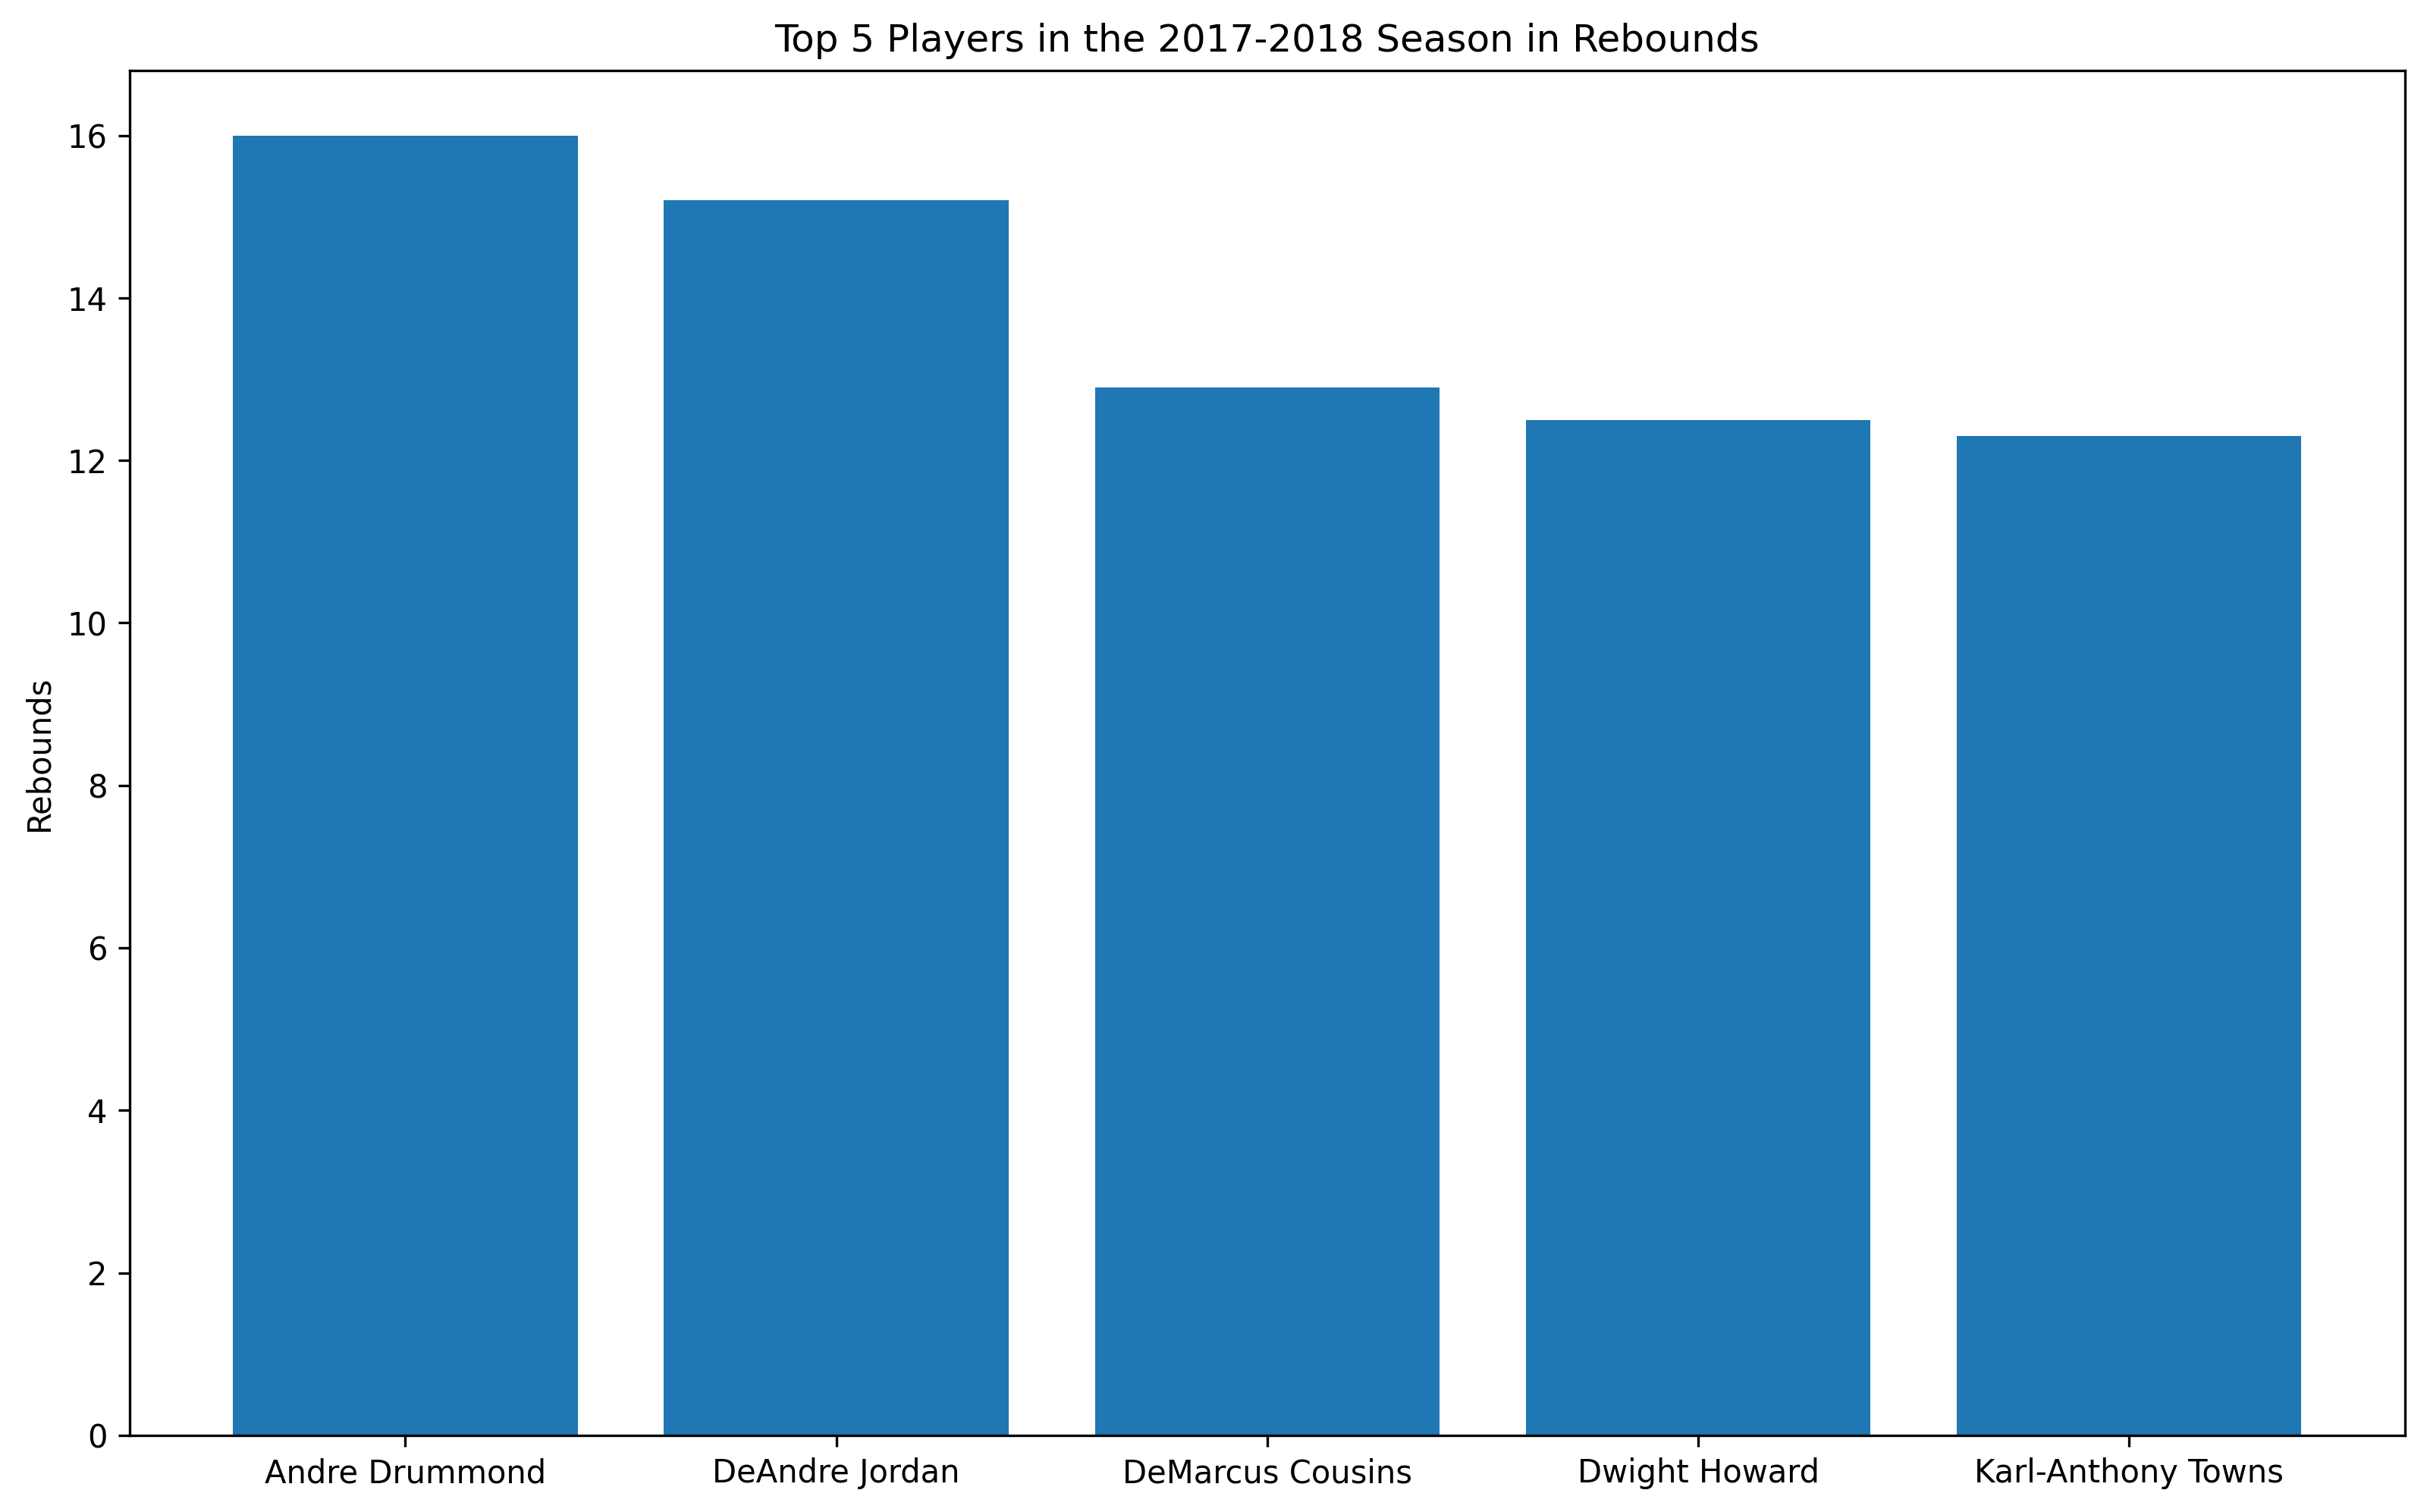 Top 5 Players in the 2017-2018 Season in Rebounds
Rebounds
16
14
12
10
8
6
4
2
0
Andre Drummond
DeAndre Jordan
DeMarcus Cousins
Dwight Howard
Karl-Anthony Towns